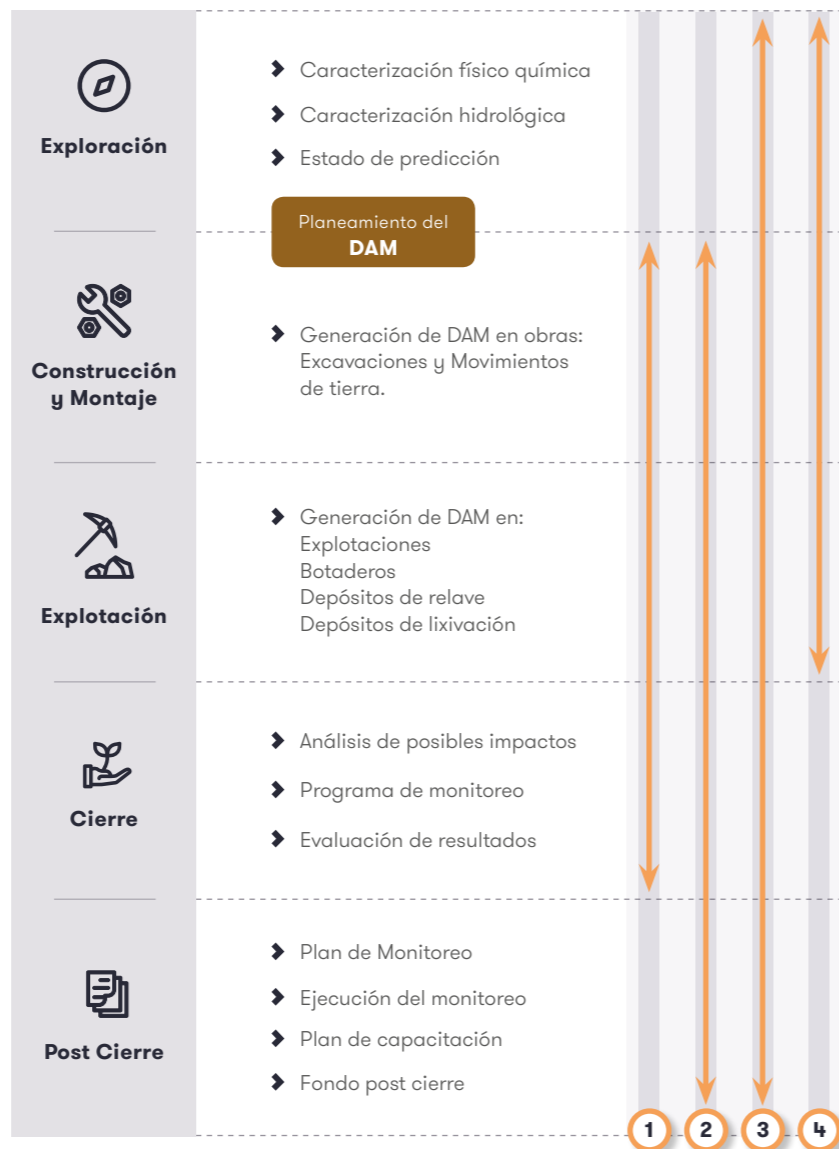 Exploración
Caracterización físico química
Caracterización hidrológica
Estado de predicción
Planeamiento del
DAM
Construcción
y Montaje
Generación de DAM en obras:
Excavaciones y Movimientos
de tierra.
Explotación
Generación de DAM en:
Explotaciones
Botaderos
Depósitos de relave
Depósitos de lixivación
Cierre
Análisis de posibles impactos
Programa de monitoreo
Evaluación de resultados
Post Cierre
Plan de Monitoreo
Ejecución del monitoreo
Plan de capacitación
Fondo post cierre
1 2 3 4